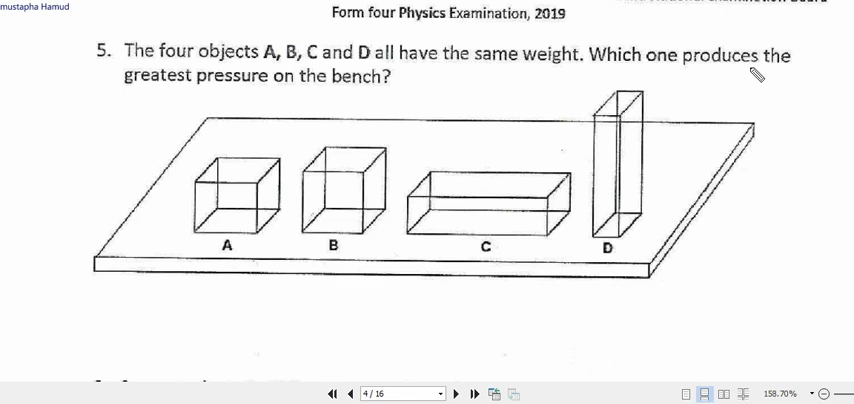 mustapha Hamud
Form four Physics Examination, 2019
5. The four objects A, B, C and D all have the same weight. Which one produces the
greatest pressure on the bench?
A
B
C
D
4 / 16
158.70%